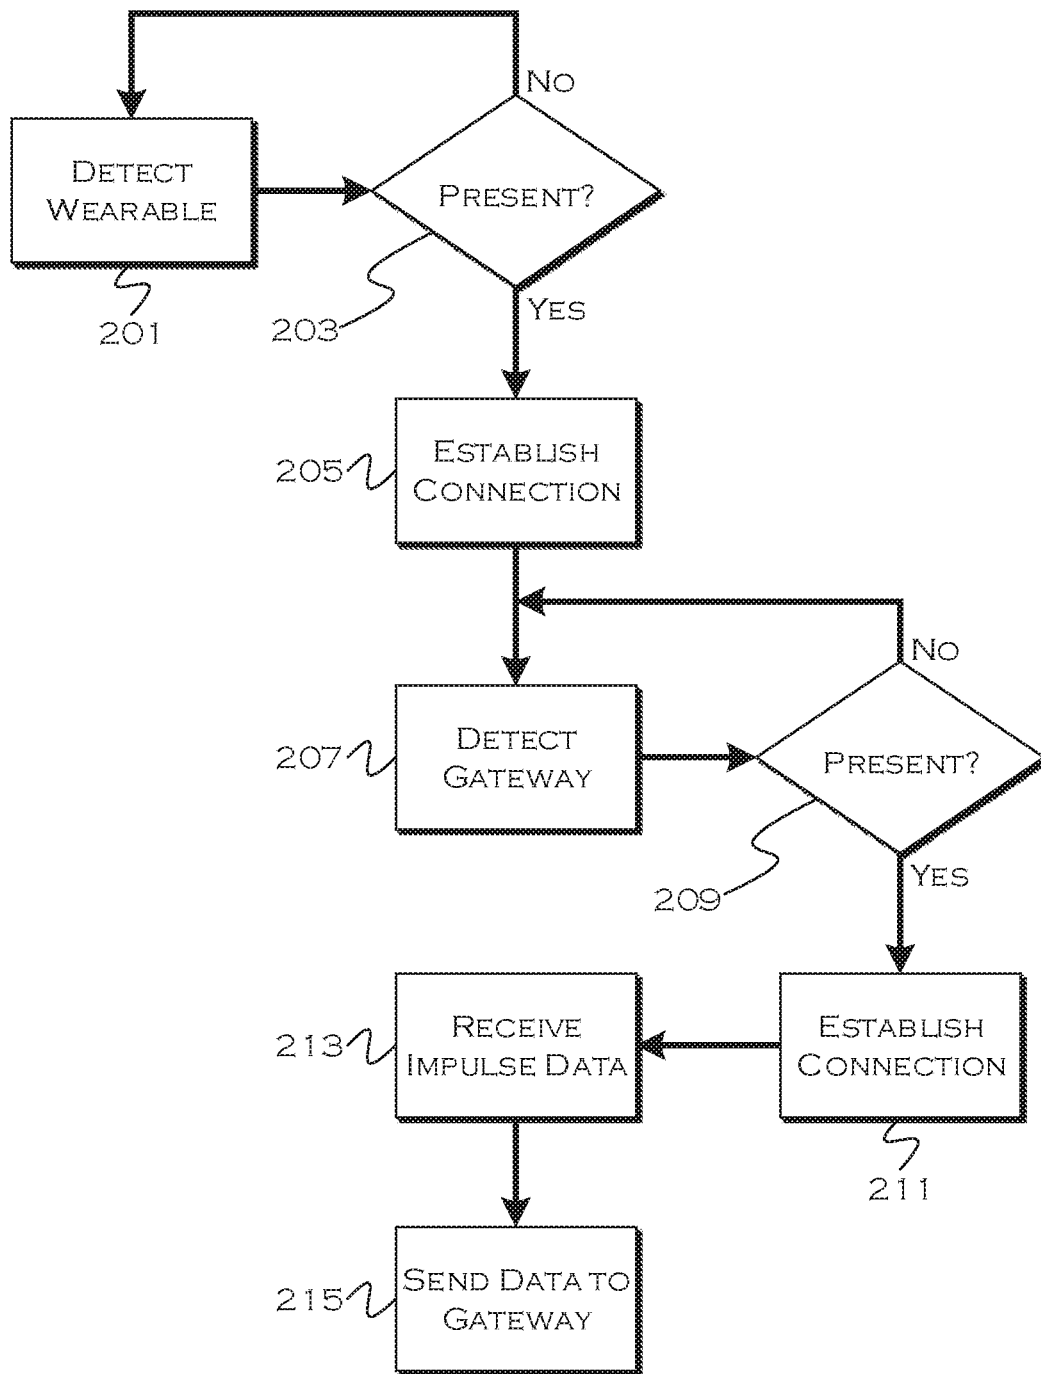 No
Detect
Wearable
Present?
201
203
Yes
Establish
Connection
205
No
Detect
Gateway
207
Present?
209
Yes
Receive
Impulse Data
213
Establish
Connection
211
Send Data to
Gateway
215